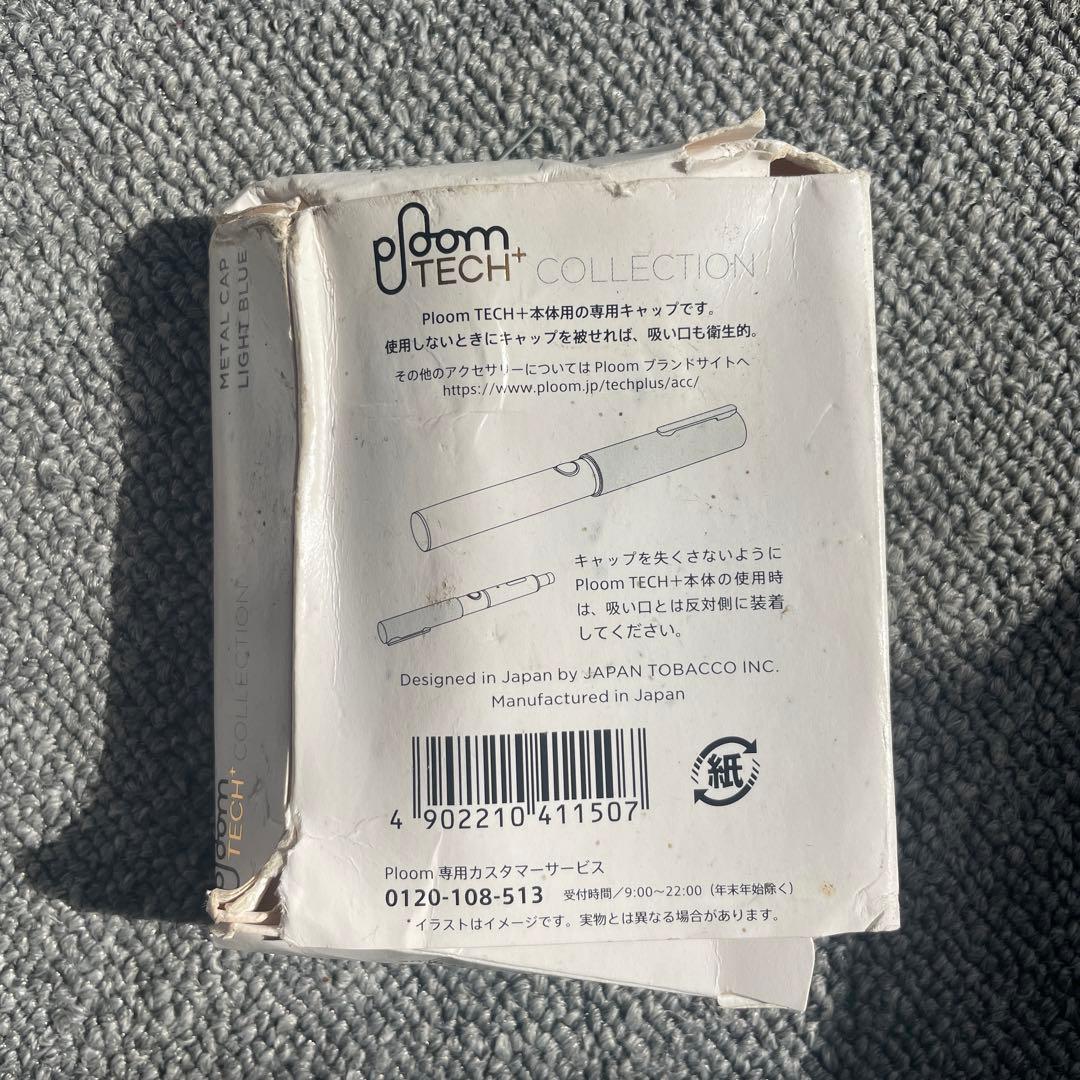 Ploom
TECH+ COLLECTION
Ploom TECH+本体用の専用キャップです。
使用しないときにキャップを被せれば、吸い口も衛生的。
その他のアクセサリーについては Ploom ブランドサイトへ
https://www.ploom.jp/techplus/acc/
キャップを失くさないように
Ploom TECH+本体の使用時
は、吸い口とは反対側に装着
してください。
Designed in Japan by JAPAN TOBACCO INC.
Manufactured in Japan
4 902210 411507
紙
Ploom 専用カスタマーサービス
0120-108-513 受付時間/9:00~22:00(年末年始除く)
*イラストはイメージです。実物とは異なる場合があります。
METAL CAP
LIGHT BLUE
Ploom
TECH+ COLLECTION